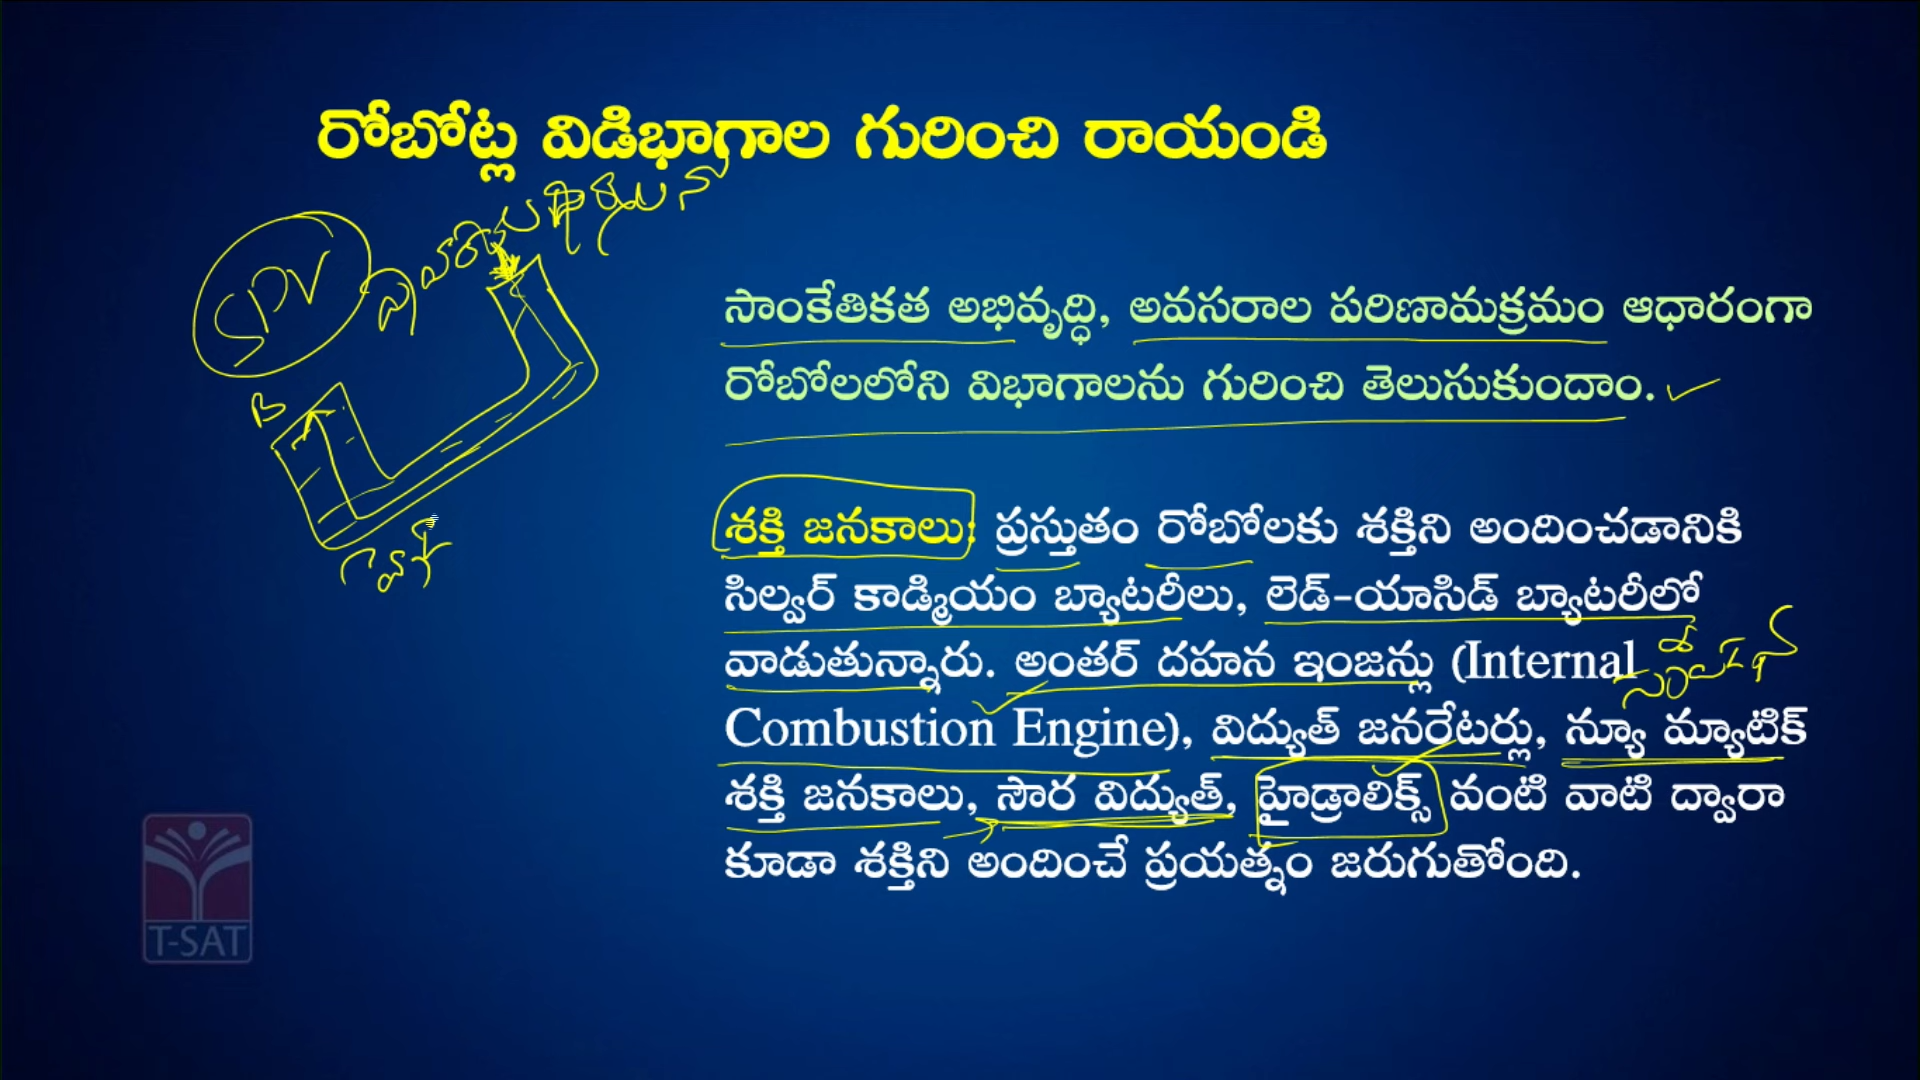 రోబోట్ల విడిభాగాల గురించి రాయండి
SPV
B
సాంకేతికత అభివృద్ధి, అవసరాల పరిణామక్రమం ఆధారంగా
రోబోలలోని విభాగాలను గురించి తెలుసుకుందాం.
శక్తి జనకాలు: ప్రస్తుతం రోబోలకు శక్తిని అందించడానికి
సిల్వర్ కాడ్మియం బ్యాటరీలు, లెడ్-యాసిడ్ బ్యాటరీలో
వాడుతున్నారు. అంతర్ దహన ఇంజన్లు (Internal
Combustion Engine), విద్యుత్ జనరేటర్లు, న్యూ మ్యాటిక్
శక్తి జనకాలు, సౌర విద్యుత్, హైడ్రాలిక్స్ వంటి వాటి ద్వారా
కూడా శక్తిని అందించే ప్రయత్నం జరుగుతోంది.
T-SAT